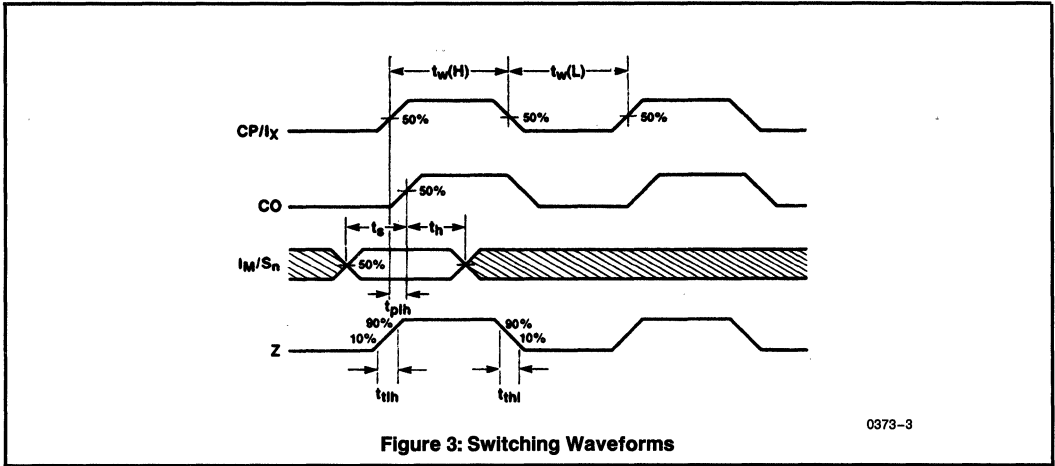 tw(H) tw(L)
CP/IX 50% 50% 50%
CO 50%
ts th
IM/Sn 50%
tplh
90% 90%
10% 10%
Z
ttlh tthl
0373–3
Figure 3: Switching Waveforms